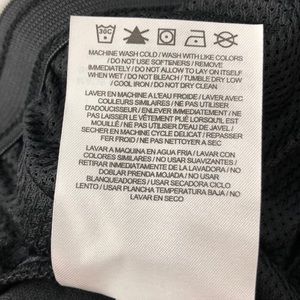 30C
MACHINE WASH COLD / WASH WITH LIKE COLORS
/ DO NOT USE SOFTENERS / REMOVE
IMMEDIATELY / DO NOT ALLOW TO LAY ON ITSELF
WHEN WET / DO NOT BLEACH / TUMBLE DRY LOW
/ COOL IRON / DO NOT DRY CLEAN
LAVER EN MACHINE A L'EAU FROIDE / LAVER AVEC
COULEURS SIMILAIRES / NE PAS UTILISER
D'ADOUCISSEUR / ENLEVER IMMEDIATEMENT / NE
PAS LAISSER LE VÊTEMENT PLIÉ LORSQU'IL EST
MOUILLÉ / NE PAS UTILISER D'EAU DE JAVEL /
SECHER EN MACHINE CYCLE DELICAT / REPASSER
FER FROID / NE PAS NETTOYER A SEC
LAVAR A MAQUINA EN AGUA FRIA / LAVAR CON
COLORES SIMILARES / NO USAR SUAVIZANTES /
RETIRAR INMEDIATAMENTE DE LA LAVADORA / NO
DOBLAR PRENDA MOJADA / NO USAR
BLANQUEADORES / USAR SECADORA CICLO
LENTO / USAR PLANCHA TEMPERATURA BAJA / NO
LAVAR EN SECO